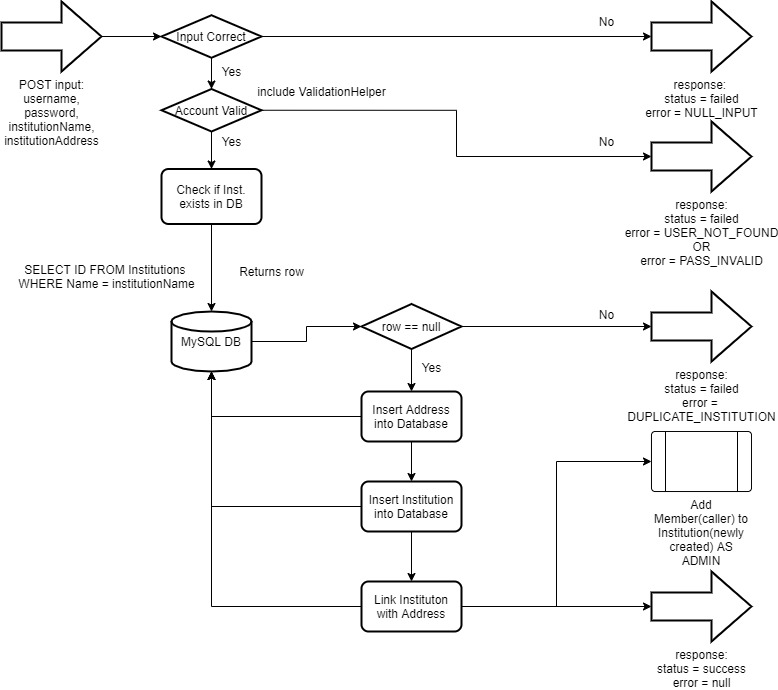 Input Correct
No
POST input:
username,
password,
institutionName,
institutionAddress
Yes
response:
status = failed
error = NULL_INPUT
include ValidationHelper
Account Valid
Yes
No
Check if Inst.
exists in DB
response:
status = failed
error = USER_NOT_FOUND
OR
error = PASS_INVALID
SELECT ID FROM Institutions
WHERE Name = institutionName
Returns row
MySQL DB
row == null
No
Yes
response:
status = failed
error =
DUPLICATE_INSTITUTION
Insert Address
into Database
Insert Institution
into Database
Add
Member(caller) to
Institution(newly
created) AS
ADMIN
Link Instituton
with Address
response:
status = success
error = null